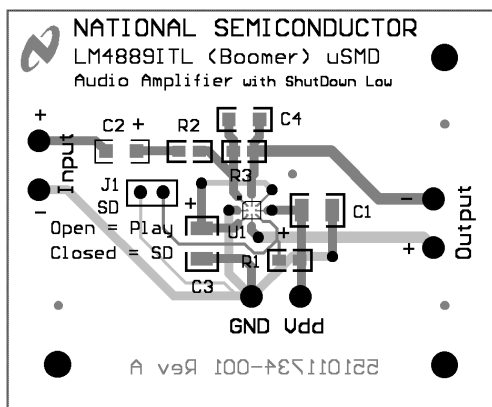 NATIONAL SEMICONDUCTOR
LM4889ITL (Boomer) uSMD
Audio Amplifier with ShutDown Low
+
C2 +
R2
C4
Input
R3
J1
-
SD
+
C1
-
Open = Play
U1
+
+
Output
Closed = SD
R1
C3
GND Vdd
551011734-001 Rev A